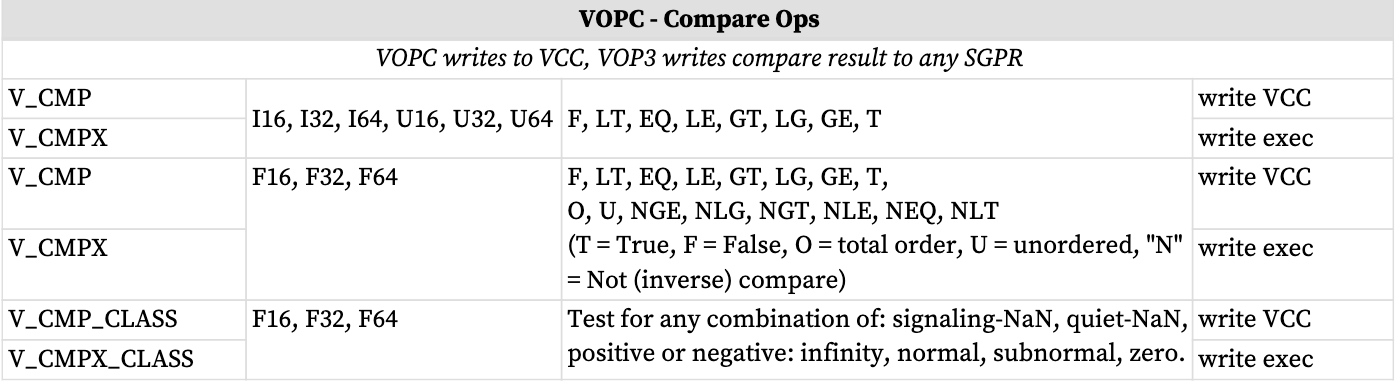 VOPC - Compare Ops
VOPC writes to VCC, VOP3 writes compare result to any SGPR
V_CMP
I16, I32, I64, U16, U32, U64
F, LT, EQ, LE, GT, LG, GE, T
write VCC
V_CMPX
write exec
V_CMP
F16, F32, F64
F, LT, EQ, LE, GT, LG, GE, T,
write VCC
O, U, NGE, NLG, NGT, NLE, NEQ, NLT
V_CMPX
(T = True, F = False, O = total order, U = unordered, "N"
write exec
= Not (inverse) compare)
V_CMP_CLASS
F16, F32, F64
Test for any combination of: signaling-NaN, quiet-NaN,
write VCC
V_CMPX_CLASS
positive or negative: infinity, normal, subnormal, zero.
write exec